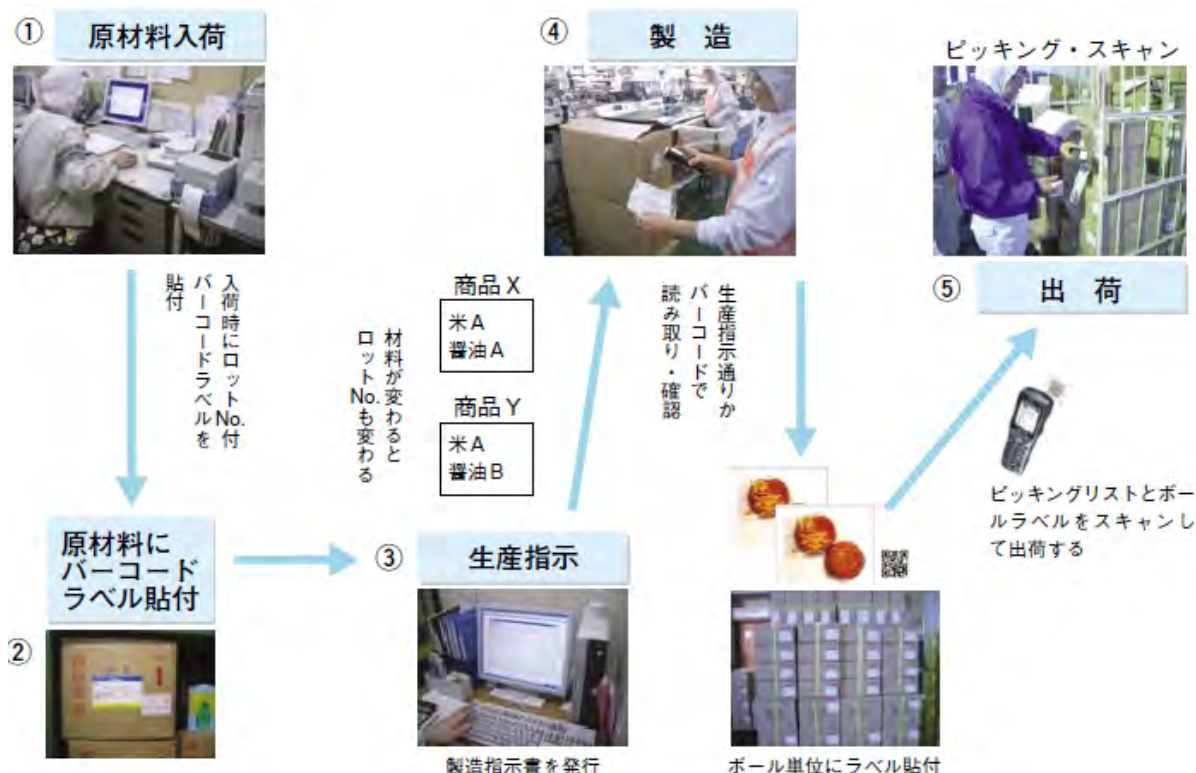 ① 原材料入荷
入荷時にロットNo.付
バーコードラベルを
貼付
原材料に
バーコード
ラベル貼付
②
③ 生産指示
製造指示書を発行
材料が変わると
ロットNo.も変わる
商品X
米A
醤油A
商品Y
米A
醤油B
④ 製 造
生産指示通りか
バーコードで
読み取り・確認
ボール単位にラベル貼付
ピッキング・スキャン
⑤ 出 荷
ピッキングリストとボー
ルラベルをスキャンし
て出荷する